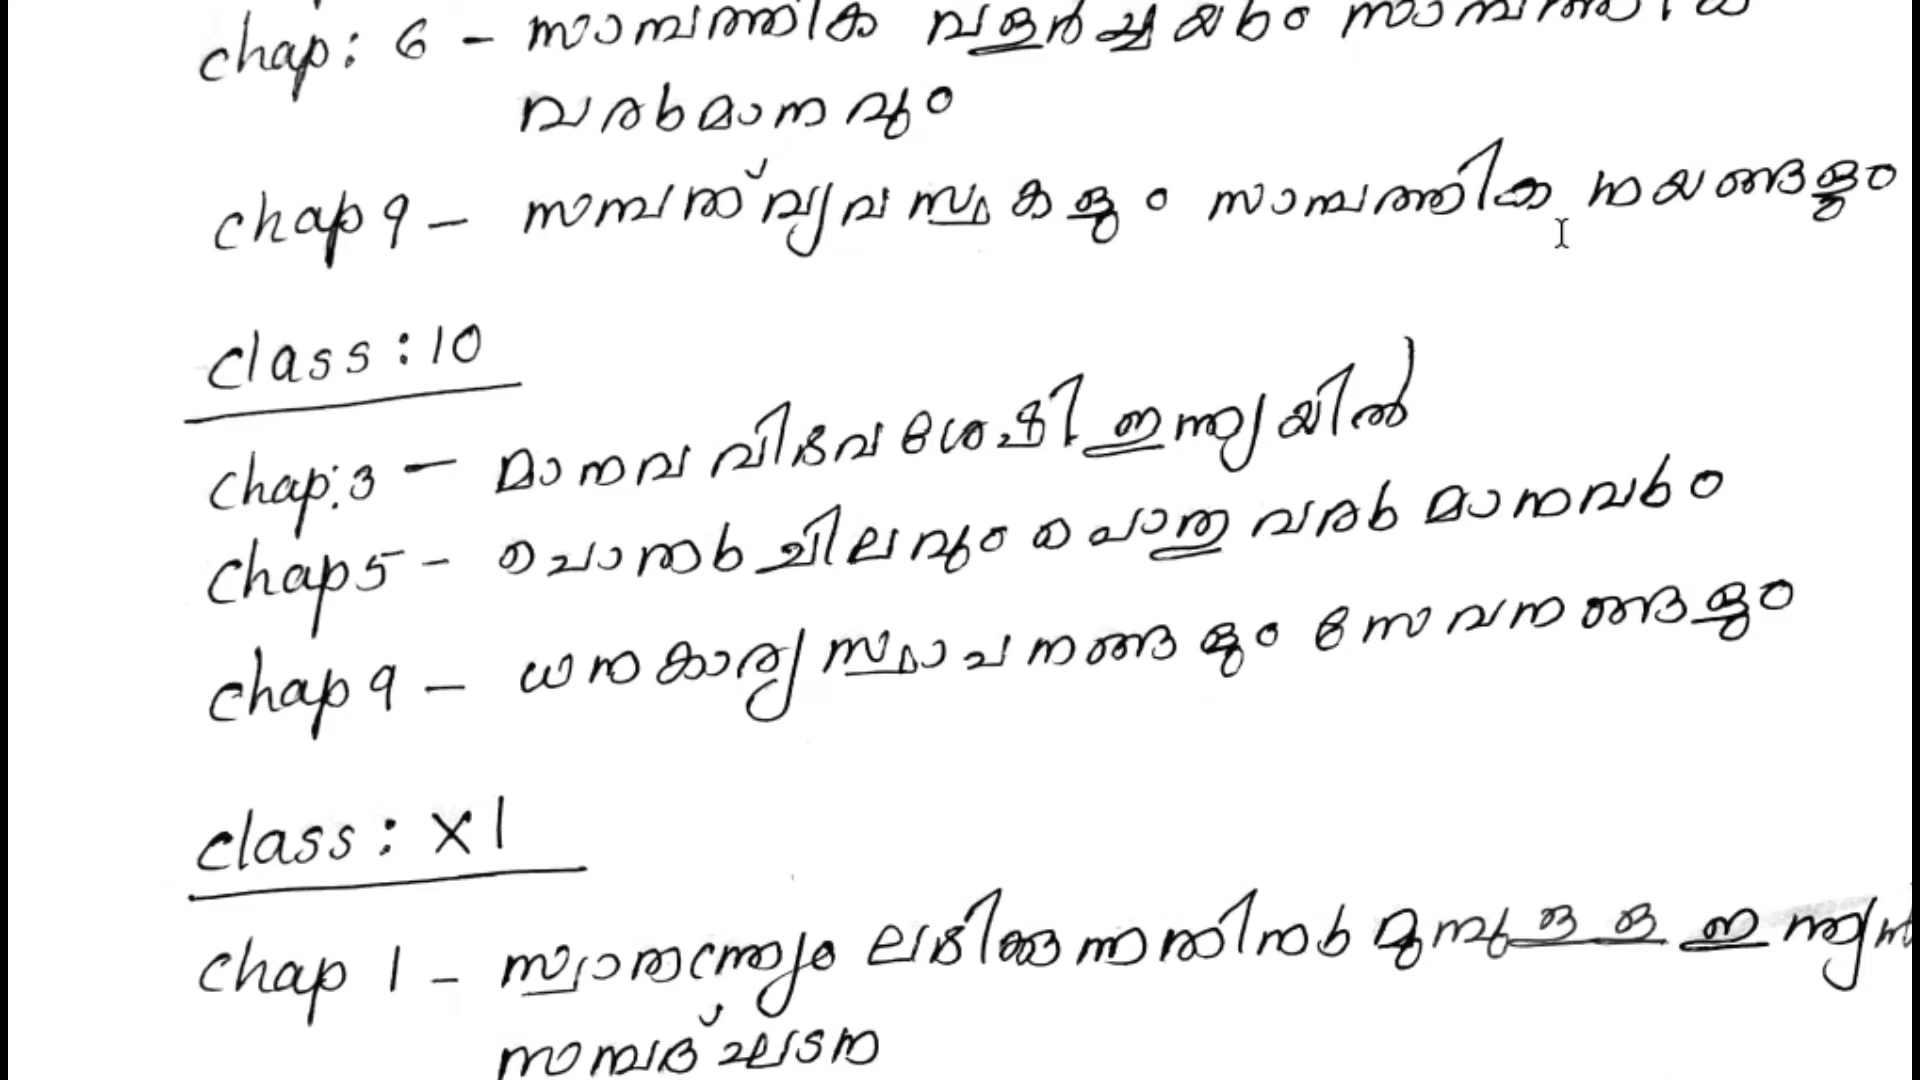 chap: 6 - സാമ്പത്തിക വളർച്ചയും സാമ്പത്തിക
വരുമാനവും
chap 9 - സമ്പത്‌വ്യവസ്ഥകളും സാമ്പത്തിക നയങ്ങളും
class : 10
chap: 3 - മാനവ വിഭവശേഷി ഇന്ത്യയിൽ
chap 5 - പൊതുചിലവും പൊതു വരുമാനവും
chap 9 - ധനകാര്യ സ്ഥാപനങ്ങളും സേവനങ്ങളും
class : XI
chap 1 - സ്വാതന്ത്ര്യം ലഭിക്കുന്നതിനു മുമ്പുള്ള ഇന്ത്യൻ
സമ്പദ്ഘടന